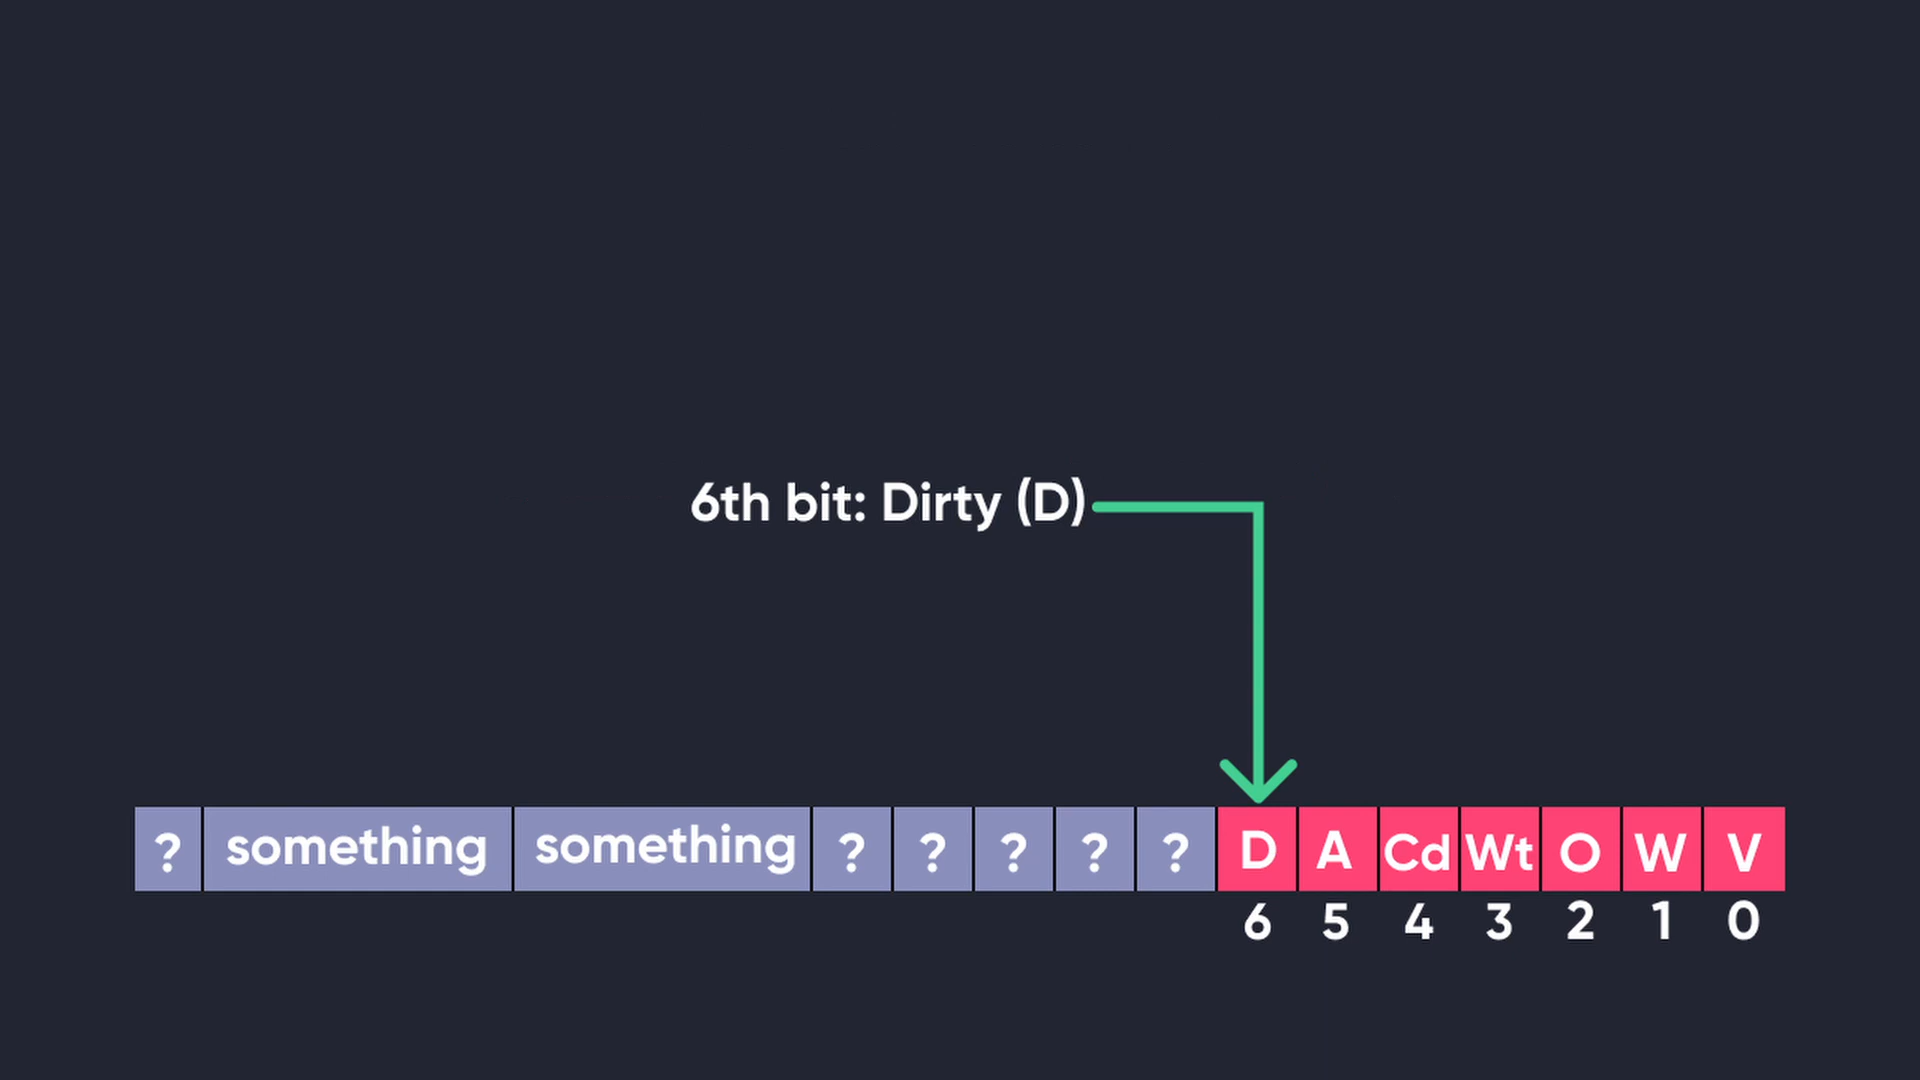 6th bit: Dirty (D)
? something something ? ? ? ? ? D A Cd Wt O W V
6 5 4 3 2 1 0